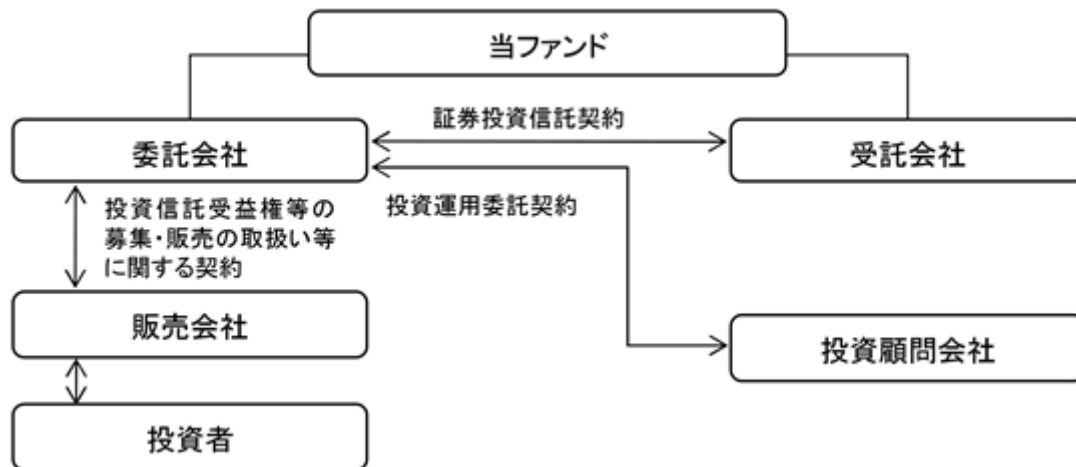 当ファンド
証券投資信託契約
委託会社
受託会社
投資運用委託契約
投資信託受益権等の
募集・販売の取扱い等
に関する契約
販売会社
投資顧問会社
投資者